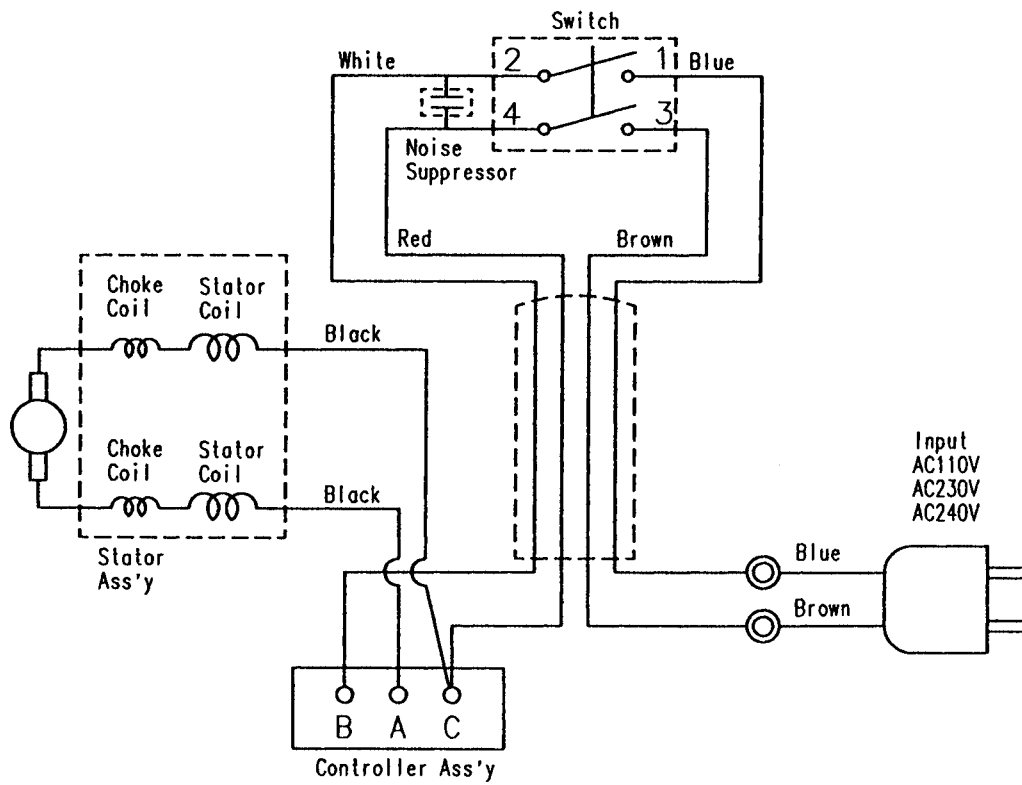 Switch
White
2
1
Blue
4
3
Noise
Suppressor
Red
Brown
Choke
Coil
Stator
Coil
Black
Choke
Coil
Stator
Coil
Black
Stator
Ass'y
Input
AC110V
AC230V
AC240V
Blue
Brown
B A C
Controller Ass'y